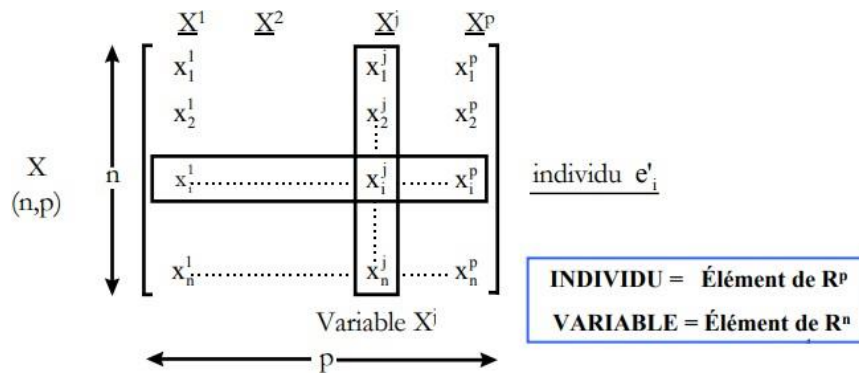 X¹ X² Xʲ Xᵖ
x₁¹ x₁ʲ x₁ᵖ
x₂¹ x₂ʲ x₂ᵖ
X n xᵢ¹ xᵢʲ xᵢᵖ individu e'ᵢ
(n,p)
xₙ¹ xₙʲ xₙᵖ
INDIVIDU = Élément de Rᵖ
Variable Xʲ VARIABLE = Élément de Rⁿ
p